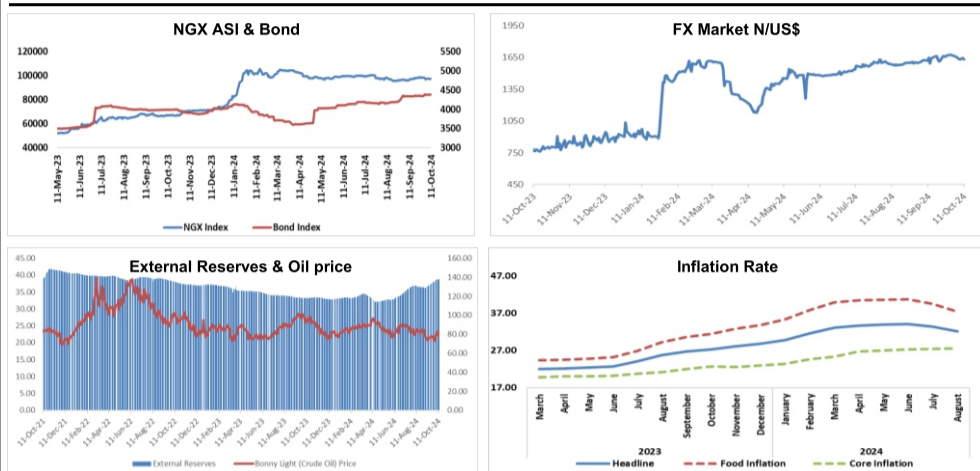 NGX ASI & Bond
120000
100000
80000
60000
40000
5500
5000
4500
4000
3500
3000
11-May-23
11-Jun-23
11-Jul-23
11-Aug-23
11-Sep-23
11-Oct-23
11-Nov-23
11-Dec-23
11-Jan-24
11-Feb-24
11-Mar-24
11-Apr-24
11-May-24
11-Jun-24
11-Jul-24
11-Aug-24
11-Sep-24
11-Oct-24
NGX Index Bond Index
FX Market N/US$
1950
1650
1350
1050
750
450
11-Oct-23
11-Nov-23
11-Dec-23
11-Jan-24
11-Feb-24
11-Mar-24
11-Apr-24
11-May-24
11-Jun-24
11-Jul-24
11-Aug-24
11-Sep-24
11-Oct-24
External Reserves & Oil price
45.00
40.00
35.00
30.00
25.00
20.00
15.00
10.00
5.00
0.00
160.00
140.00
120.00
100.00
80.00
60.00
40.00
20.00
0.00
11-Oct-21
11-Dec-21
11-Feb-22
11-Apr-22
11-Jun-22
11-Aug-22
11-Oct-22
11-Dec-22
11-Feb-23
11-Apr-23
11-Jun-23
11-Aug-23
11-Oct-23
11-Dec-23
11-Feb-24
11-Apr-24
11-Jun-24
11-Aug-24
11-Oct-24
External Reserves Bonny Light (Crude Oil) Price
Inflation Rate
47.00
37.00
27.00
17.00
March
April
May
June
July
August
September
October
November
December
January
February
March
April
May
June
July
August
2023 2024
Headline Food Inflation Core Inflation